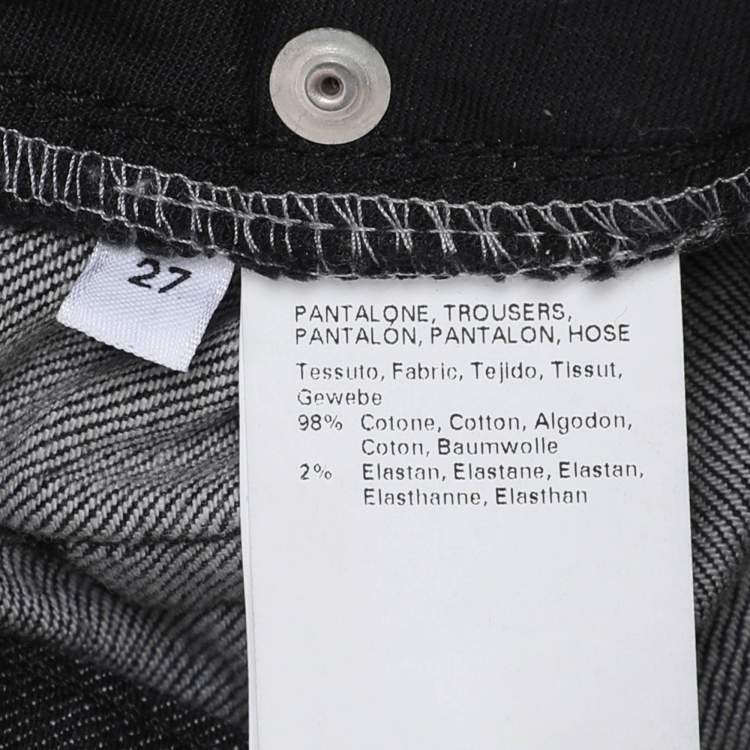 27
PANTALONE, TROUSERS,
PANTALÓN, PANTALON, HOSE
Tessuto, Fabric, Tejido, Tissut,
Gewebe
98% Cotone, Cotton, Algodon,
Coton, Baumwolle
2% Elastan, Elastane, Elastan,
Elasthanne, Elasthan